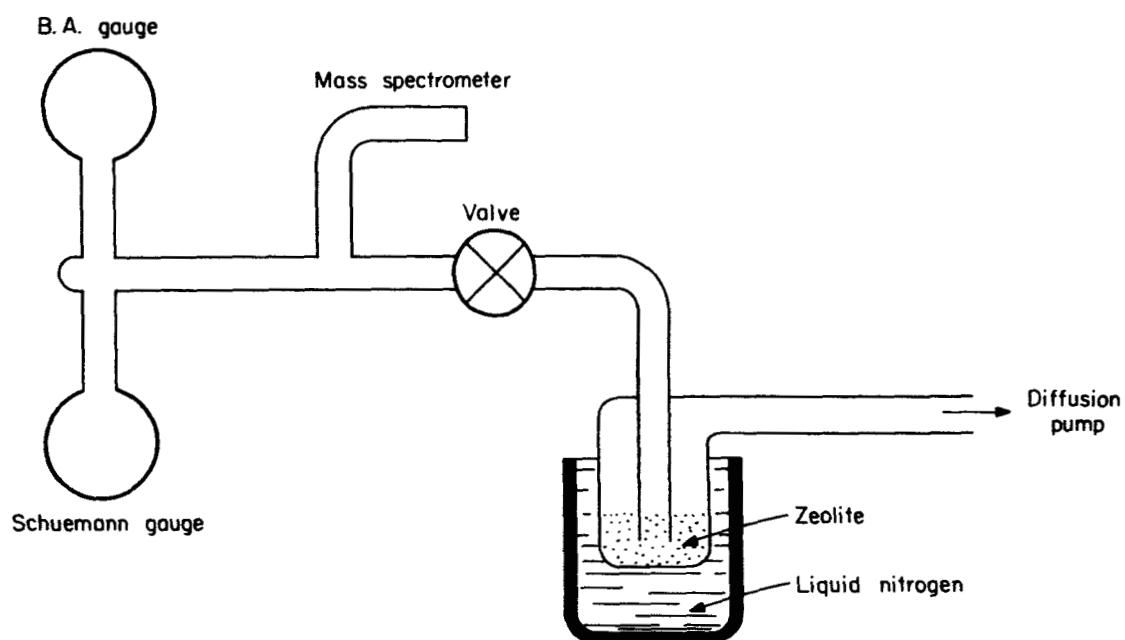 B. A. gauge
Mass spectrometer
Valve
Diffusion
pump
Schuemann gauge
Zeolite
Liquid nitrogen